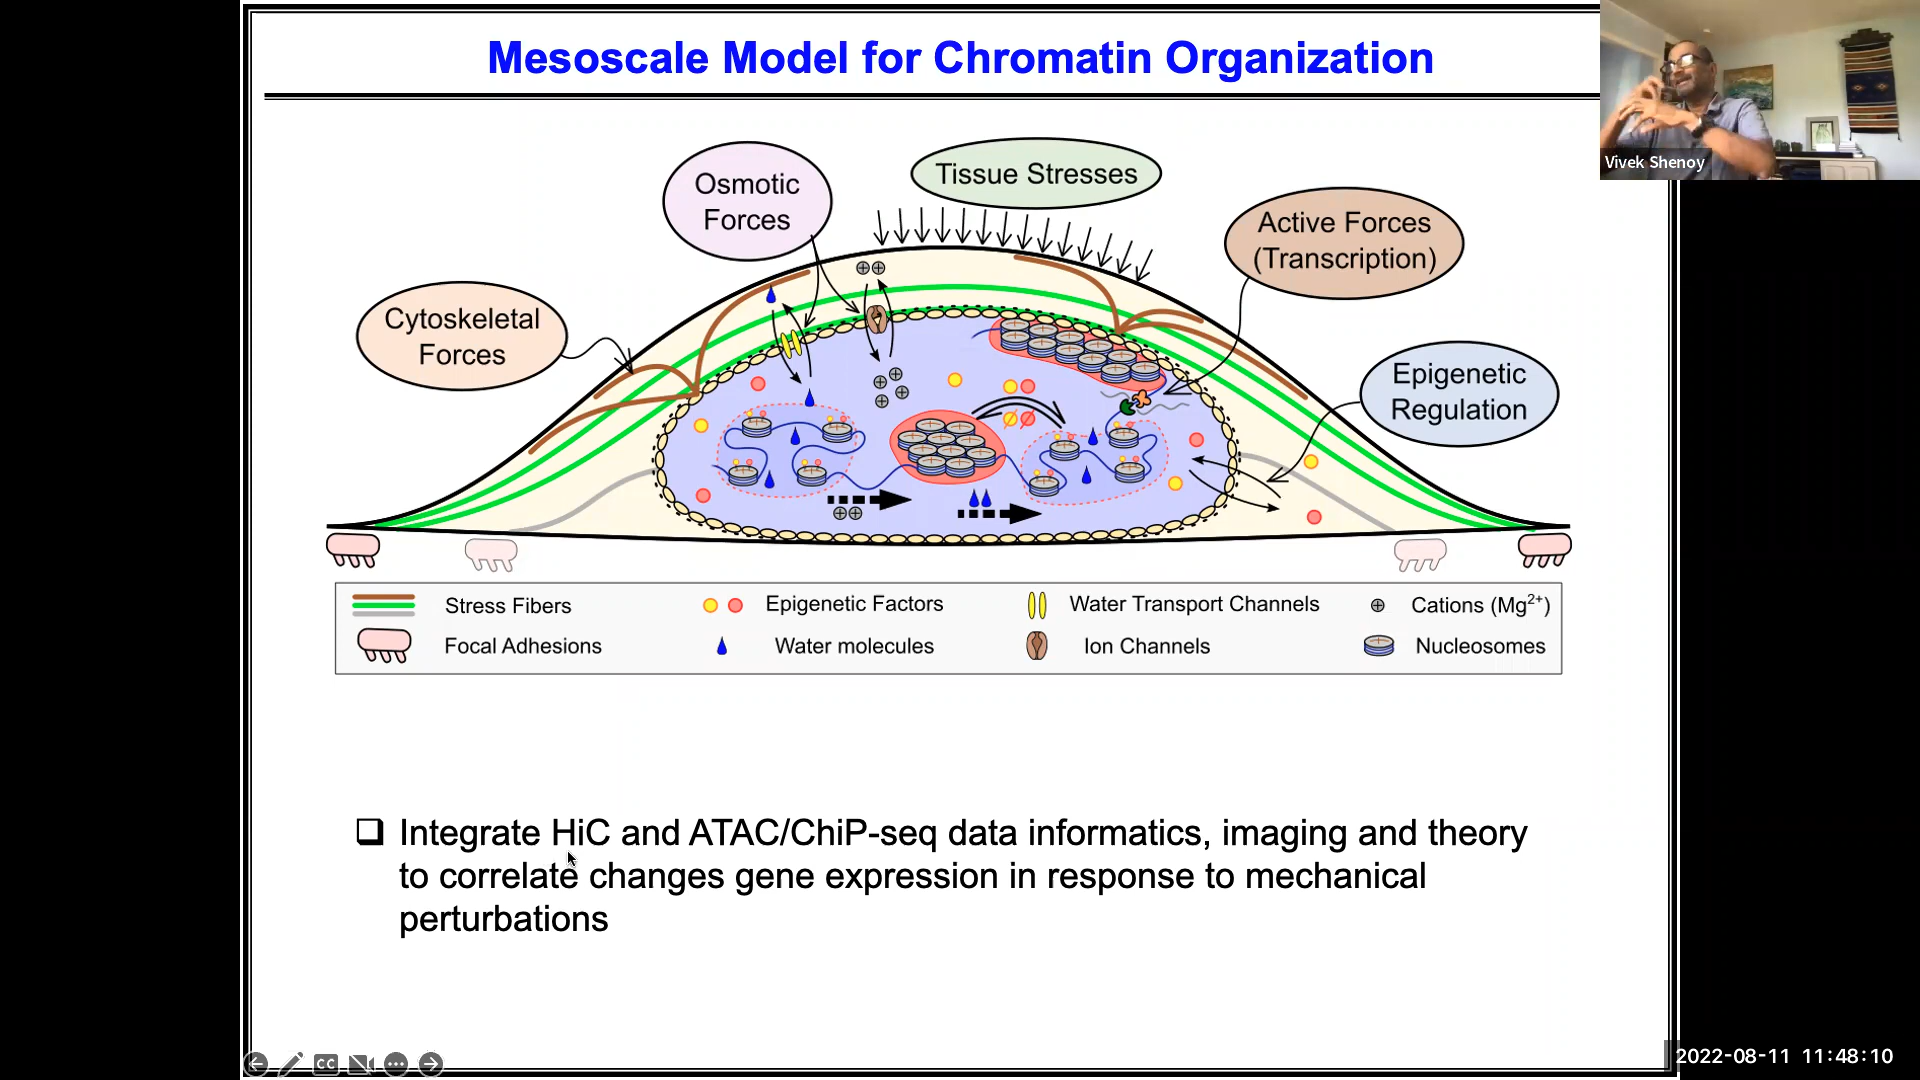 Mesoscale Model for Chromatin Organization
Vivek Shenoy
Osmotic
Forces
Tissue Stresses
Active Forces
(Transcription)
Cytoskeletal
Forces
Epigenetic
Regulation
Stress Fibers
Epigenetic Factors
Water Transport Channels
Cations (Mg2+)
Focal Adhesions
Water molecules
Ion Channels
Nucleosomes
Integrate HiC and ATAC/ChiP-seq data informatics, imaging and theory
to correlate changes gene expression in response to mechanical
perturbations
CC
2022-08-11 11:48:10